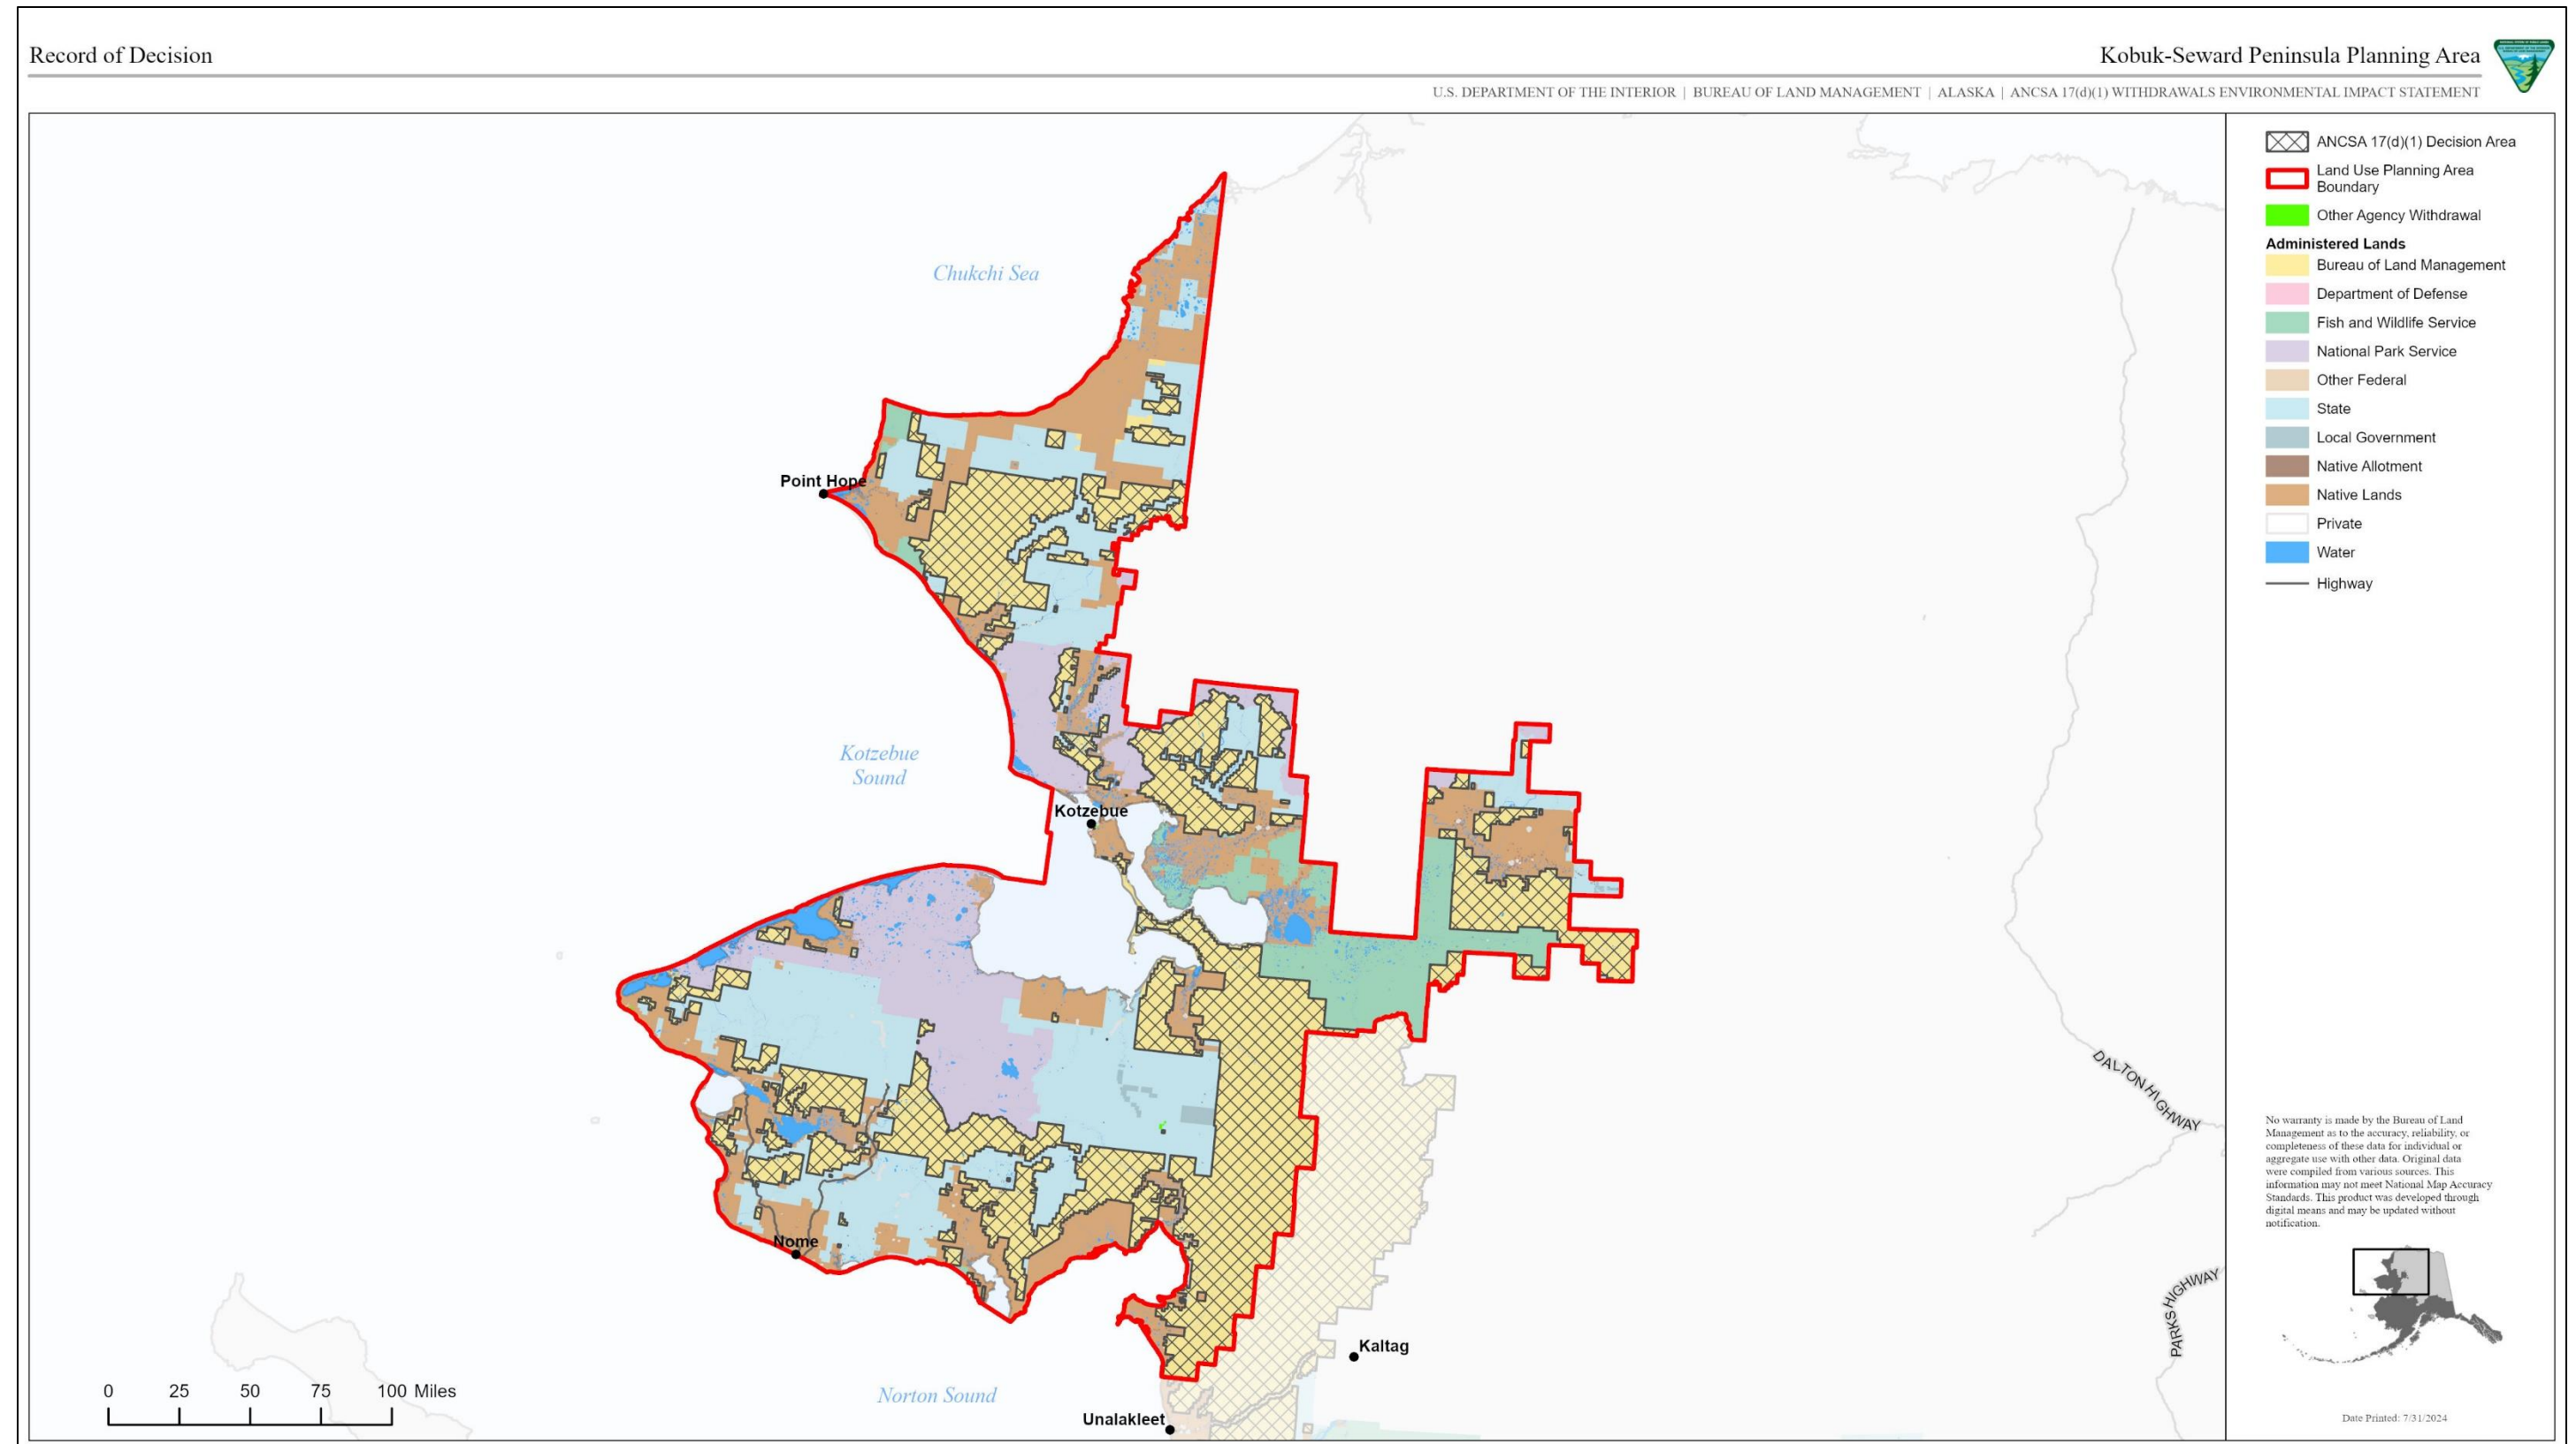 Record of Decision
Kobuk-Seward Peninsula Planning Area
U.S. DEPARTMENT OF THE INTERIOR | BUREAU OF LAND MANAGEMENT | ALASKA | ANCSA 17(d)(1) WITHDRAWALS ENVIRONMENTAL IMPACT STATEMENT
Chukchi Sea
Point Hope
Kotzebue
Sound
Kotzebue
Nome
Norton Sound
Kaltag
Unalakleet
DALTON HIGHWAY
PARKS HIGHWAY
0 25 50 75 100 Miles
ANCSA 17(d)(1) Decision Area
Land Use Planning Area
Boundary
Other Agency Withdrawal
Administered Lands
Bureau of Land Management
Department of Defense
Fish and Wildlife Service
National Park Service
Other Federal
State
Local Government
Native Allotment
Native Lands
Private
Water
Highway
No warranty is made by the Bureau of Land
Management as to the accuracy, reliability, or
completeness of these data for individual or
aggregate use with other data. Original data
were compiled from various sources. This
information may not meet National Map Accuracy
Standards. This product was developed through
digital means and may be updated without
notification.
Date Printed: 7/31/2024